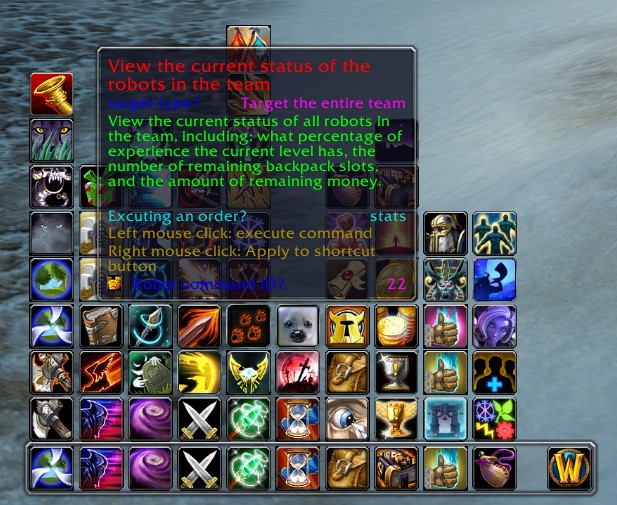 View the current status of the
robots in the team
target type? Target the entire team
View the current status of all robots in
the team, including: what percentage of
experience the current level has, the
number of remaining backpack slots,
and the amount of remaining money.
Excuting an order? stats
Left mouse click: execute command
Right mouse click: Apply to shortcut
button
Robot command ID? 22
W